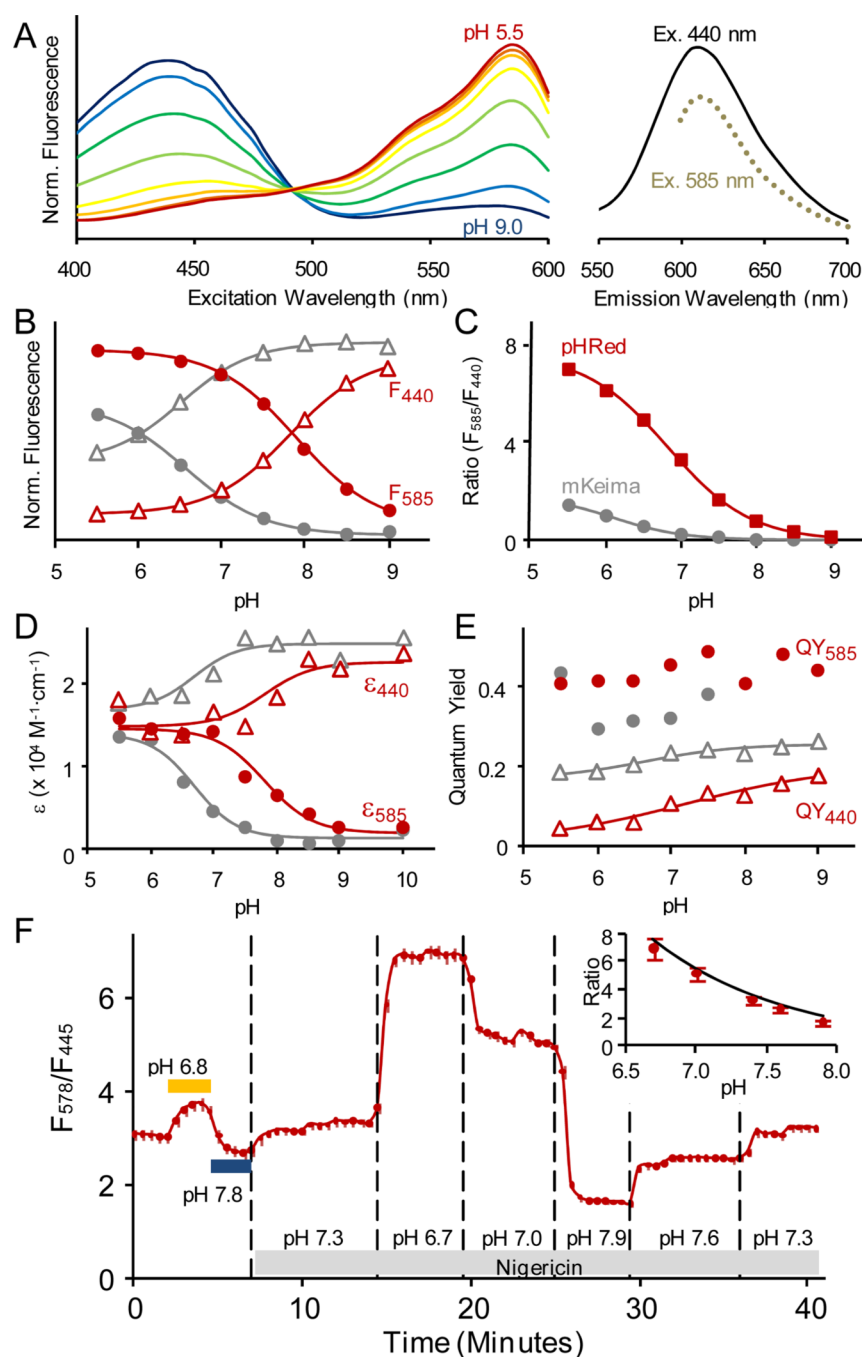 A
Norm. Fluorescence
pH 5.5
pH 9.0
400 450 500 550 600
Excitation Wavelength (nm)
Ex. 440 nm
Ex. 585 nm
550 600 650 700
Emission Wavelength (nm)
B
Norm. Fluorescence
F440
F585
5 6 7 8 9
pH
C
Ratio (F585/F440)
8
4
0
pHRed
mKeima
5 6 7 8 9
pH
D
ε (x 10⁴ M⁻¹·cm⁻¹)
2
1
0
ε440
ε585
5 6 7 8 9 10
pH
E
Quantum Yield
0.4
0.2
0
QY585
QY440
5 6 7 8 9
pH
F
F578/F445
6
4
2
0
pH 6.8
pH 7.8
pH 7.3 pH 6.7 pH 7.0 pH 7.9 pH 7.6 pH 7.3
Nigericin
0 10 20 30 40
Time (Minutes)
Ratio
8
6
4
2
0
6.5 7.0 7.5 8.0
pH